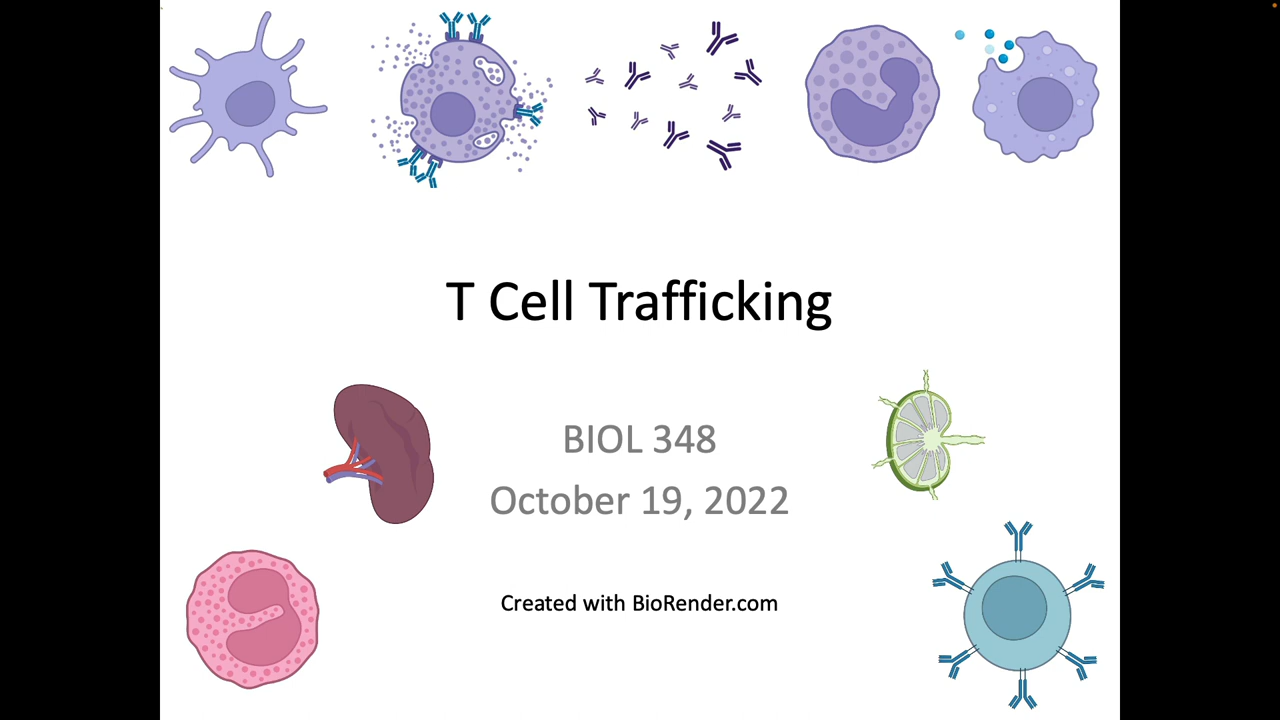 T Cell Trafficking
BIOL 348
October 19, 2022
Created with BioRender.com